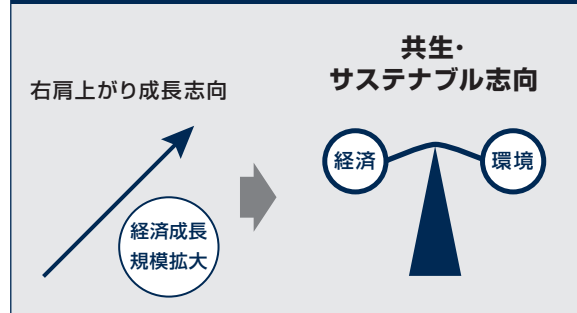 右肩上がり成長志向
経済成長
規模拡大
共生・
サステナブル志向
経済
環境